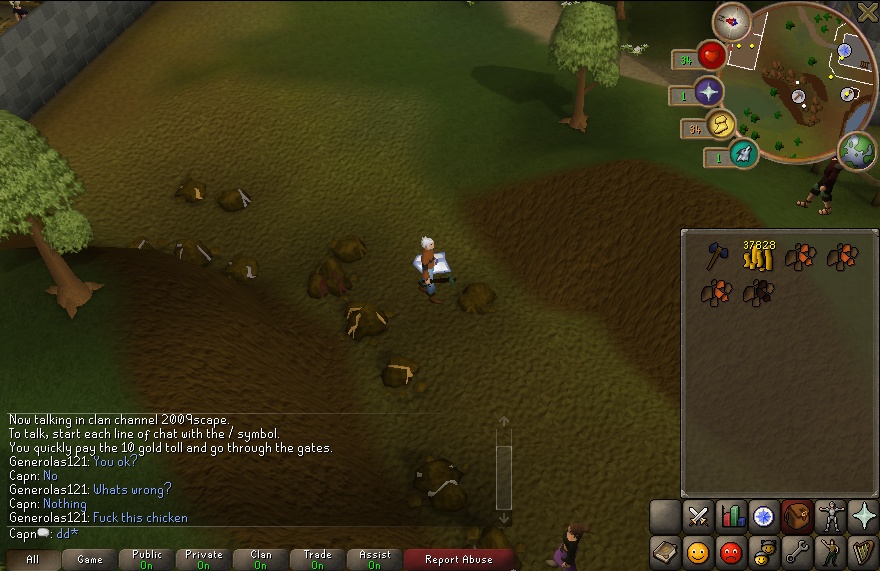 34
1
34
1
37828
Now talking in clan channel 2009scape.
To talk, start each line of chat with the / symbol.
You quickly pay the 10 gold toll and go through the gates.
Generolas121: You ok?
Capn: No
Generolas121: Whats wrong?
Capn: Nothing
Generolas121: Fuck this chicken
Capn: dd*
All
Game
Public
On
Private
On
Clan
On
Trade
On
Assist
On
Report Abuse